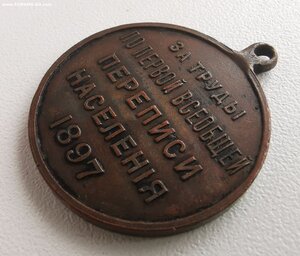 ЗА ТРУДЫ
ПО ПЕРВОЙ ВСЕОБЩЕЙ
ПЕРЕПИСИ
НАСЕЛЕНІЯ
1897